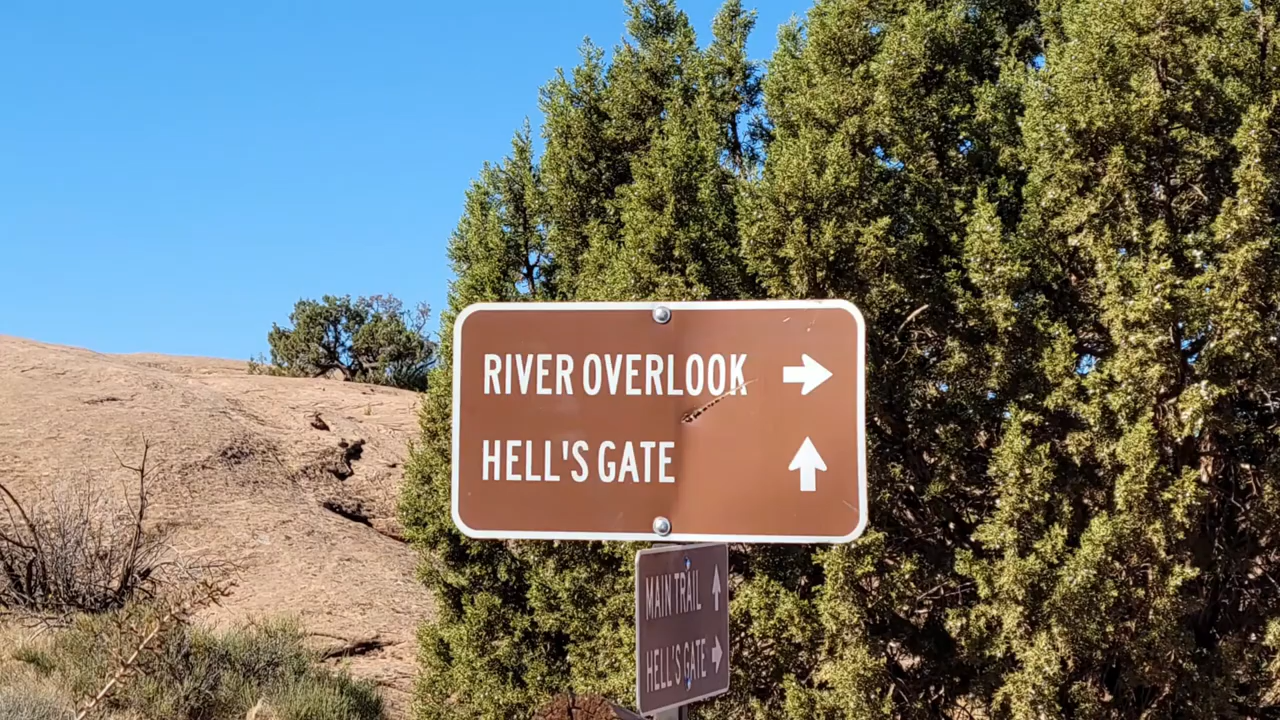 RIVER OVERLOOK →
HELL'S GATE ↑
MAIN TRAIL ↑
HELL'S GATE →